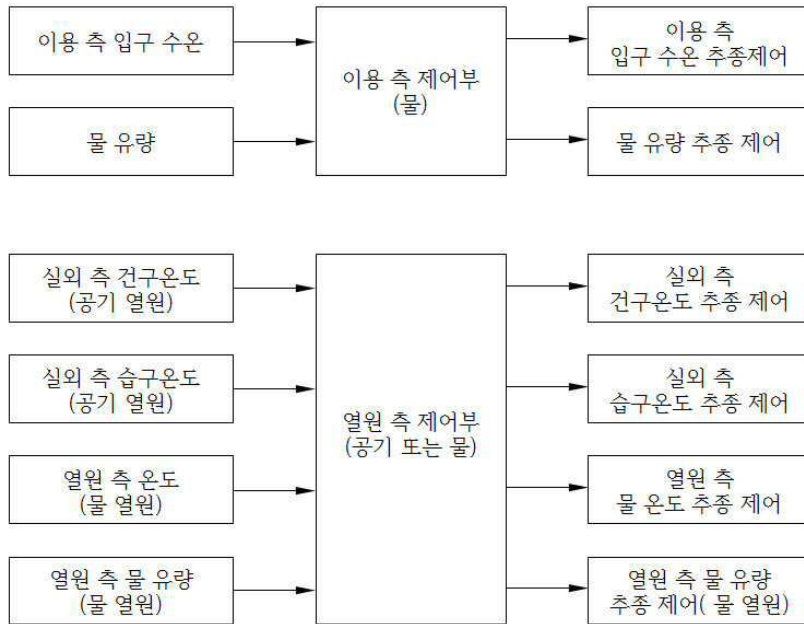 이용 측 입구 수온
물 유량
이용 측 제어부
(물)
이용 측
입구 수온 추종제어
물 유량 추종 제어
실외 측 건구온도
(공기 열원)
실외 측 습구온도
(공기 열원)
열원 측 온도
(물 열원)
열원 측 물 유량
(물 열원)
열원 측 제어부
(공기 또는 물)
실외 측
건구온도 추종 제어
실외 측
습구온도 추종 제어
열원 측
물 온도 추종 제어
열원 측 물 유량
추종 제어( 물 열원)